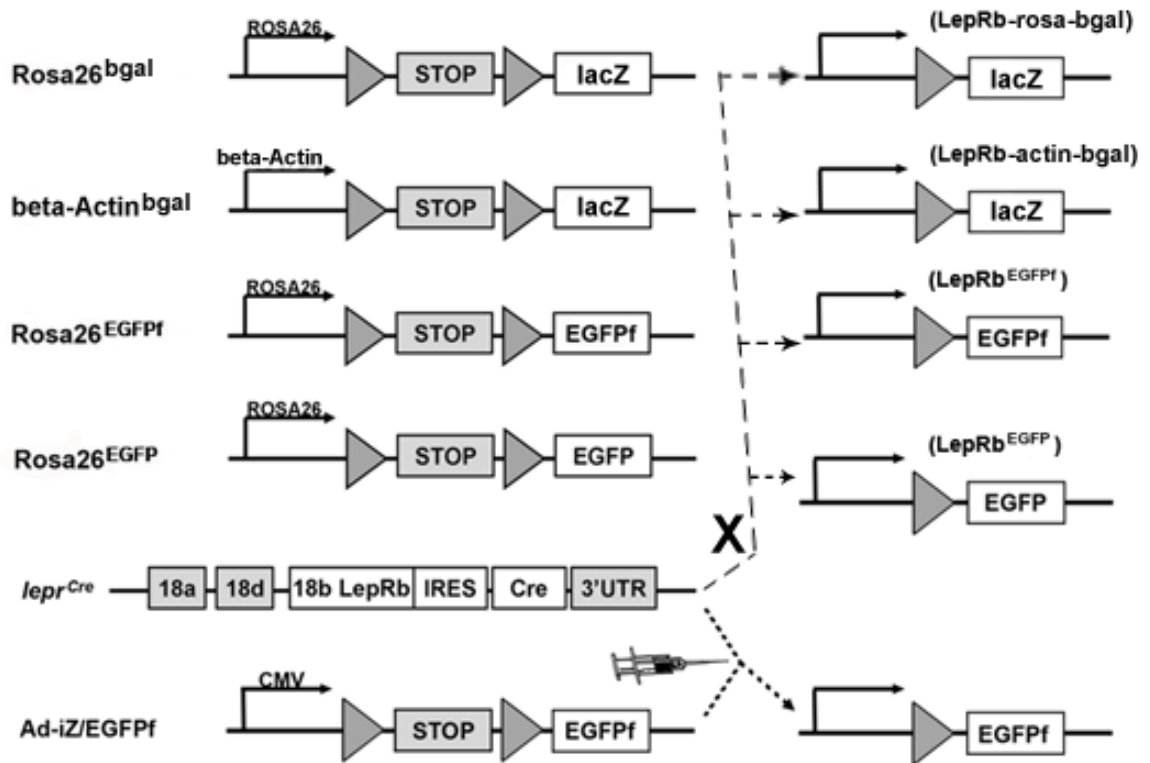 ROSA26
(LepRb-rosa-bgal)
Rosa26bgal
STOP
lacZ
lacZ
beta-Actin
(LepRb-actin-bgal)
beta-Actinbgal
STOP
lacZ
lacZ
ROSA26
(LepRbEGFPf)
Rosa26EGFPf
STOP
EGFPf
EGFPf
ROSA26
(LepRbEGFP)
Rosa26EGFP
STOP
EGFP
EGFP
X
leprCre
18a
18d
18b LepRb
IRES
Cre
3'UTR
CMV
Ad-iZ/EGFPf
STOP
EGFPf
EGFPf